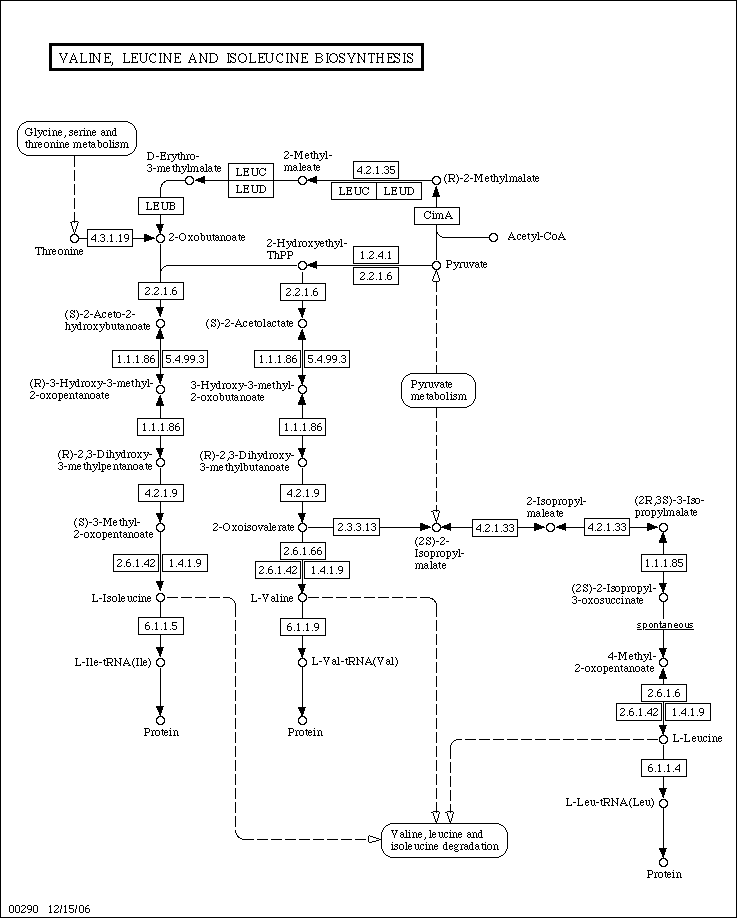 VALINE, LEUCINE AND ISOLEUCINE BIOSYNTHESIS
Glycine, serine and
threonine metabolism
D-Erythro-
3-methylmalate
LEUC
LEUD
2-Methyl-
maleate
4.2.1.35
LEUC
LEUD
(R)-2-Methylmalate
LEUB
CimA
4.3.1.19
Threonine
2-Oxobutanoate
Acetyl-CoA
2-Hydroxyethyl-
ThPP
1.2.4.1
2.2.1.6
Pyruvate
2.2.1.6
2.2.1.6
(S)-2-Aceto-2-
hydroxybutanoate
(S)-2-Acetolactate
1.1.1.86
5.4.99.3
1.1.1.86
5.4.99.3
(R)-3-Hydroxy-3-methyl-
2-oxopentanoate
3-Hydroxy-3-methyl-
2-oxobutanoate
Pyruvate
metabolism
1.1.1.86
1.1.1.86
(R)-2,3-Dihydroxy-
3-methylpentanoate
(R)-2,3-Dihydroxy-
3-methylbutanoate
4.2.1.9
4.2.1.9
(S)-3-Methyl-
2-oxopentanoate
2-Oxoisovalerate
2.3.3.13
(2S)-2-
Isopropyl-
malate
4.2.1.33
2-Isopropyl-
maleate
4.2.1.33
(2R,3S)-3-Iso-
propylmalate
2.6.1.66
2.6.1.42
1.4.1.9
2.6.1.42
1.4.1.9
1.1.1.85
L-Isoleucine
L-Valine
(2S)-2-Isopropyl-
3-oxosuccinate
6.1.1.5
6.1.1.9
spontaneous
L-Ile-tRNA(Ile)
L-Val-tRNA(Val)
4-Methyl-
2-oxopentanoate
2.6.1.6
2.6.1.42
1.4.1.9
Protein
Protein
L-Leucine
6.1.1.4
L-Leu-tRNA(Leu)
Valine, leucine and
isoleucine degradation
Protein
00290 12/15/06